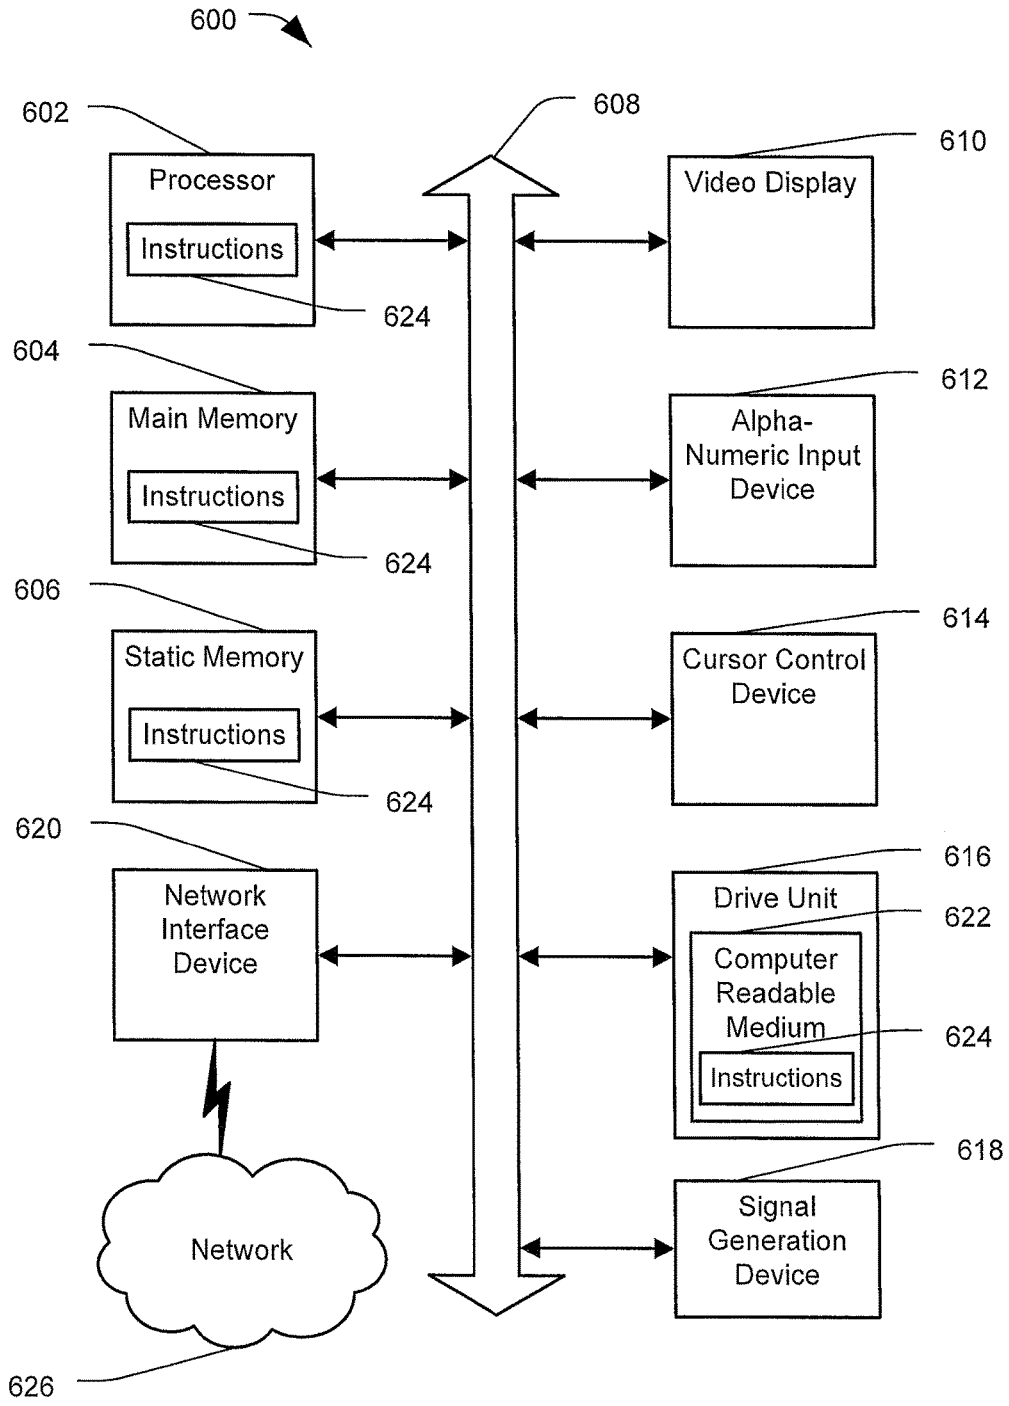 600
602
608
610
Processor
Instructions
624
Video Display
604
612
Main Memory
Instructions
624
Alpha-
Numeric Input
Device
606
614
Static Memory
Instructions
624
Cursor Control
Device
620
616
Network
Interface
Device
Drive Unit
622
Computer
Readable
Medium
624
Instructions
618
Signal
Generation
Device
Network
626